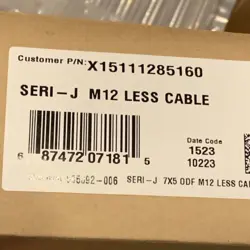 Customer P/N: X15111285160
SERI-J M12 LESS CABLE
Date Code
1523
10223
6 87472 07181 5
SERI-J 7X5 ODF M12 LESS